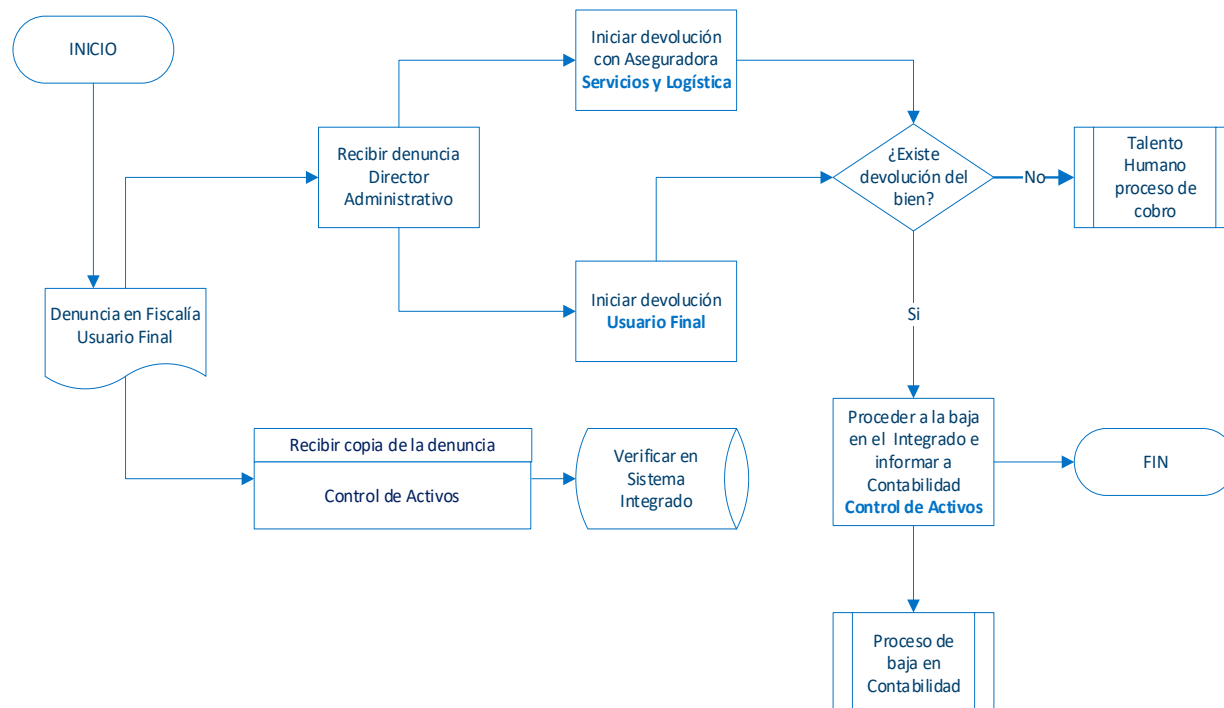 INICIO
Iniciar devolución
con Aseguradora
Servicios y Logística
Recibir denuncia
Director
Administrativo
¿Existe
devolución del
bien?
No
Talento
Humano
proceso de
cobro
Denuncia en Fiscalía
Usuario Final
Iniciar devolución
Usuario Final
Si
Recibir copia de la denuncia
Control de Activos
Verificar en
Sistema
Integrado
Proceder a la baja
en el Integrado e
informar a
Contabilidad
Control de Activos
FIN
Proceso de
baja en
Contabilidad